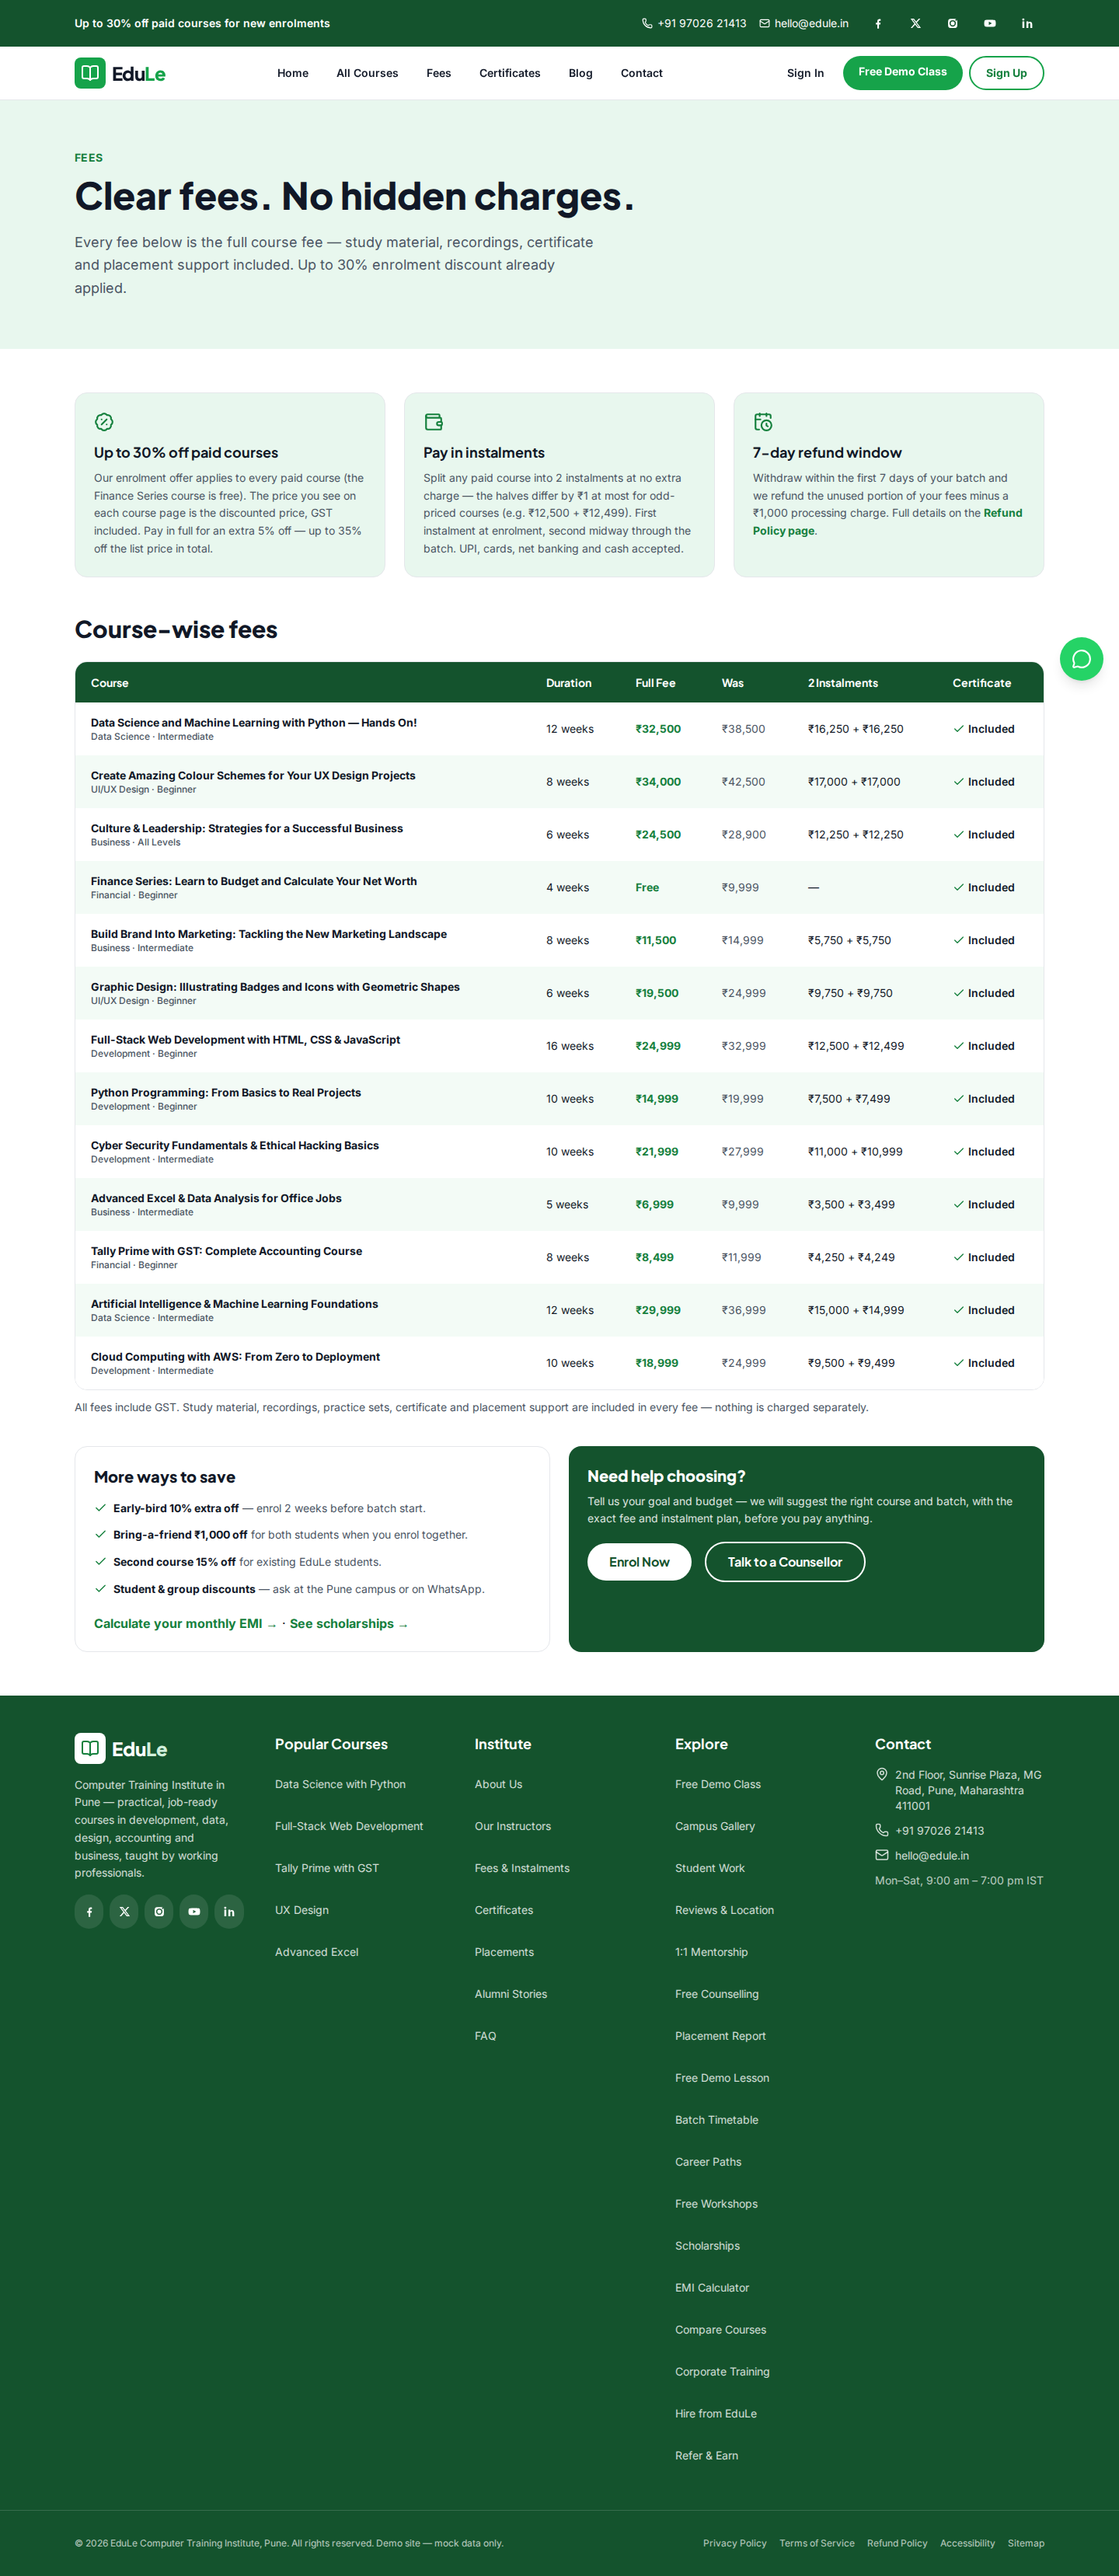 Up to 30% off paid courses for new enrolments
+91 97026 21413
hello@edule.in
EduLe
Home
All Courses
Fees
Certificates
Blog
Contact
Sign In
Free Demo Class
Sign Up
FEES
Clear fees. No hidden charges.
Every fee below is the full course fee — study material, recordings, certificate
and placement support included. Up to 30% enrolment discount already
applied.
Up to 30% off paid courses
Our enrolment offer applies to every paid course (the
Finance Series course is free). The price you see on
each course page is the discounted price, GST
included. Pay in full for an extra 5% off — up to 35%
off the list price in total.
Pay in instalments
Split any paid course into 2 instalments at no extra
charge — the halves differ by ₹1 at most for odd-
priced courses (e.g. ₹12,500 + ₹12,499). First
instalment at enrolment, second midway through the
batch. UPI, cards, net banking and cash accepted.
7-day refund window
Withdraw within the first 7 days of your batch and
we refund the unused portion of your fees minus a
₹1,000 processing charge. Full details on the Refund
Policy page.
Course-wise fees
Course Duration Full Fee Was 2 Instalments Certificate
Data Science and Machine Learning with Python — Hands On!
Data Science · Intermediate
12 weeks ₹32,500 ₹38,500 ₹16,250 + ₹16,250 Included
Create Amazing Colour Schemes for Your UX Design Projects
UI/UX Design · Beginner
8 weeks ₹34,000 ₹42,500 ₹17,000 + ₹17,000 Included
Culture & Leadership: Strategies for a Successful Business
Business · All Levels
6 weeks ₹24,500 ₹28,900 ₹12,250 + ₹12,250 Included
Finance Series: Learn to Budget and Calculate Your Net Worth
Financial · Beginner
4 weeks Free ₹9,999 — Included
Build Brand Into Marketing: Tackling the New Marketing Landscape
Business · Intermediate
8 weeks ₹11,500 ₹14,999 ₹5,750 + ₹5,750 Included
Graphic Design: Illustrating Badges and Icons with Geometric Shapes
UI/UX Design · Beginner
6 weeks ₹19,500 ₹24,999 ₹9,750 + ₹9,750 Included
Full-Stack Web Development with HTML, CSS & JavaScript
Development · Beginner
16 weeks ₹24,999 ₹32,999 ₹12,500 + ₹12,499 Included
Python Programming: From Basics to Real Projects
Development · Beginner
10 weeks ₹14,999 ₹19,999 ₹7,500 + ₹7,499 Included
Cyber Security Fundamentals & Ethical Hacking Basics
Development · Intermediate
10 weeks ₹21,999 ₹27,999 ₹11,000 + ₹10,999 Included
Advanced Excel & Data Analysis for Office Jobs
Business · Intermediate
5 weeks ₹6,999 ₹9,999 ₹3,500 + ₹3,499 Included
Tally Prime with GST: Complete Accounting Course
Financial · Beginner
8 weeks ₹8,499 ₹11,999 ₹4,250 + ₹4,249 Included
Artificial Intelligence & Machine Learning Foundations
Data Science · Intermediate
12 weeks ₹29,999 ₹36,999 ₹15,000 + ₹14,999 Included
Cloud Computing with AWS: From Zero to Deployment
Development · Intermediate
10 weeks ₹18,999 ₹24,999 ₹9,500 + ₹9,499 Included
All fees include GST. Study material, recordings, practice sets, certificate and placement support are included in every fee — nothing is charged separately.
More ways to save
Early-bird 10% extra off — enrol 2 weeks before batch start.
Bring-a-friend ₹1,000 off for both students when you enrol together.
Second course 15% off for existing EduLe students.
Student & group discounts — ask at the Pune campus or on WhatsApp.
Calculate your monthly EMI → · See scholarships →
Need help choosing?
Tell us your goal and budget — we will suggest the right course and batch, with the
exact fee and instalment plan, before you pay anything.
Enrol Now
Talk to a Counsellor
EduLe
Computer Training Institute in
Pune — practical, job-ready
courses in development, data,
design, accounting and
business, taught by working
professionals.
Popular Courses
Data Science with Python
Full-Stack Web Development
Tally Prime with GST
UX Design
Advanced Excel
Institute
About Us
Our Instructors
Fees & Instalments
Certificates
Placements
Alumni Stories
FAQ
Explore
Free Demo Class
Campus Gallery
Student Work
Reviews & Location
1:1 Mentorship
Free Counselling
Placement Report
Free Demo Lesson
Batch Timetable
Career Paths
Free Workshops
Scholarships
EMI Calculator
Compare Courses
Corporate Training
Hire from EduLe
Refer & Earn
Contact
2nd Floor, Sunrise Plaza, MG
Road, Pune, Maharashtra
411001
+91 97026 21413
hello@edule.in
Mon–Sat, 9:00 am – 7:00 pm IST
© 2026 EduLe Computer Training Institute, Pune. All rights reserved. Demo site — mock data only.
Privacy Policy
Terms of Service
Refund Policy
Accessibility
Sitemap